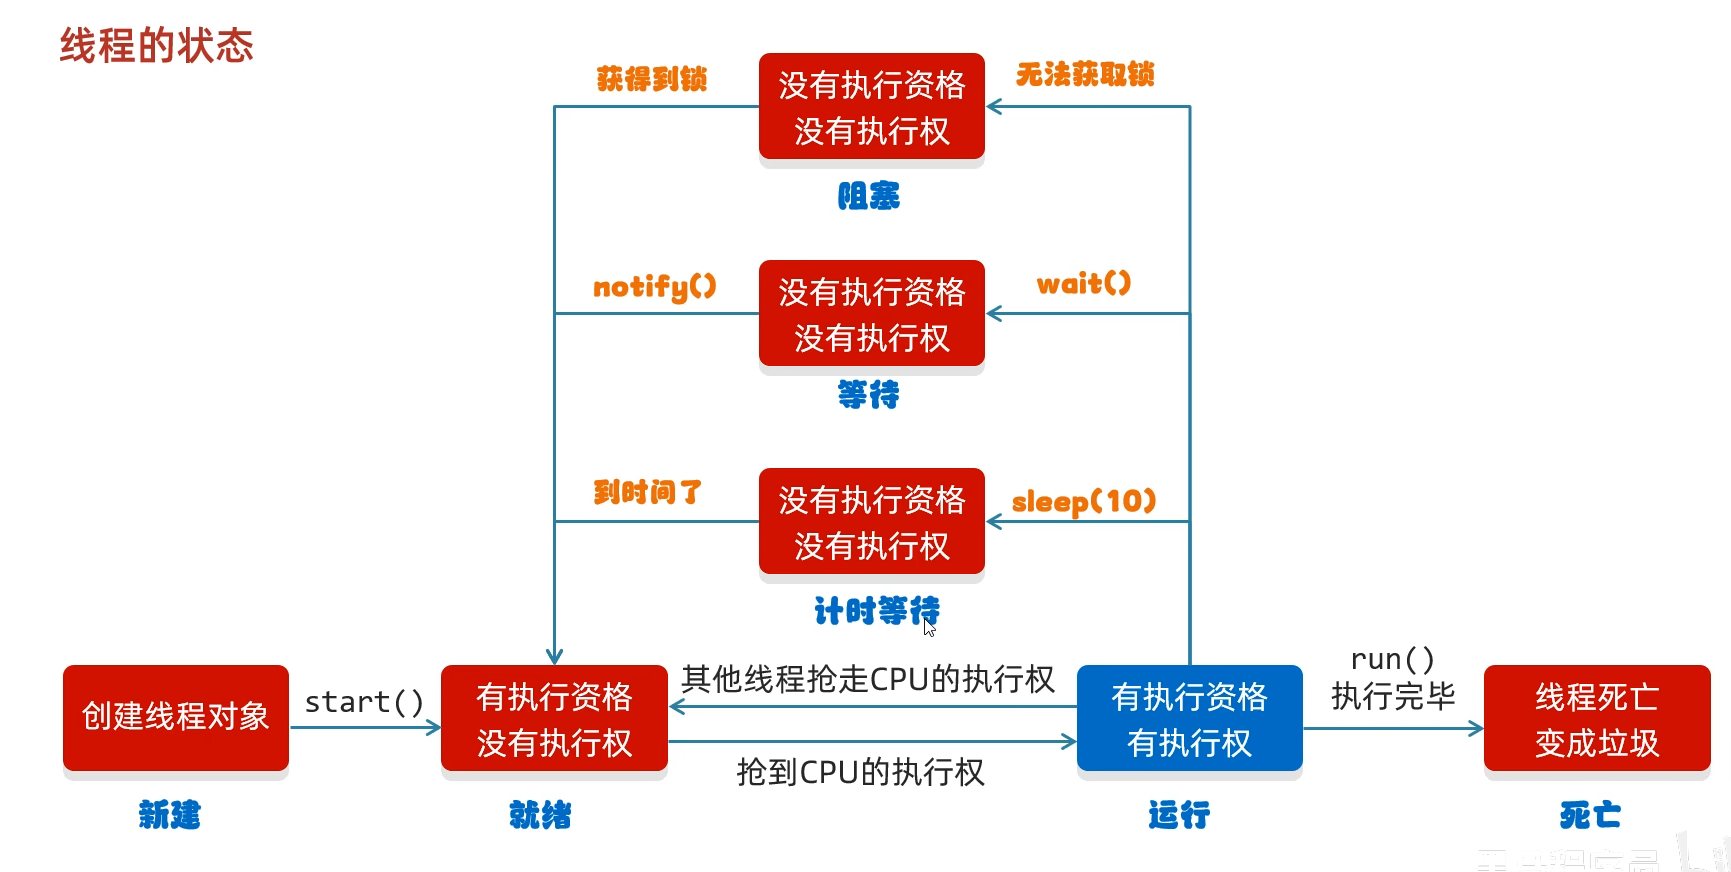 线程的状态
获得到锁
没有执行资格
没有执行权
无法获取锁
阻塞
notify()
没有执行资格
没有执行权
wait()
等待
到时间了
没有执行资格
没有执行权
sleep(10)
计时等待
创建线程对象
start()
有执行资格
没有执行权
其他线程抢走CPU的执行权
抢到CPU的执行权
有执行资格
有执行权
run()
执行完毕
线程死亡
变成垃圾
新建
就绪
运行
死亡